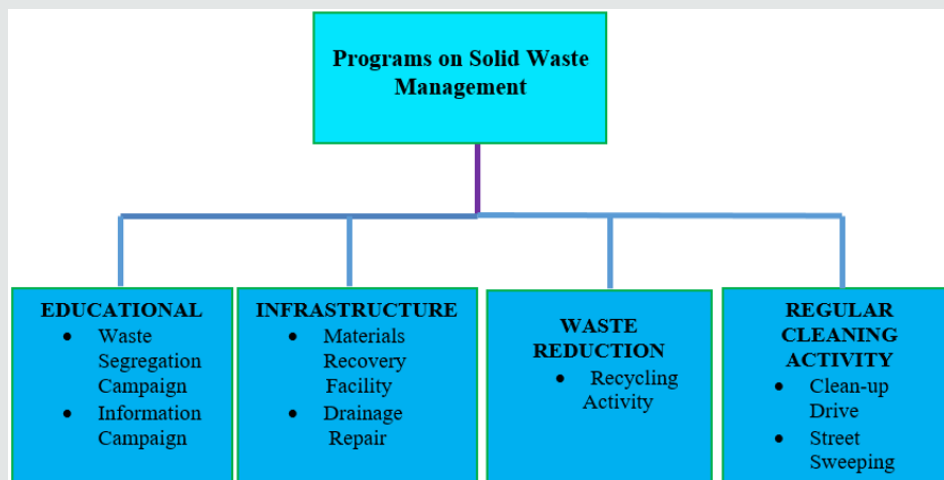 Programs on Solid Waste
Management
EDUCATIONAL
• Waste
Segregation
Campaign
• Information
Campaign
INFRASTRUCTURE
• Materials
Recovery
Facility
• Drainage
Repair
WASTE
REDUCTION
• Recycling
Activity
REGULAR
CLEANING
ACTIVITY
• Clean-up
Drive
• Street
Sweeping